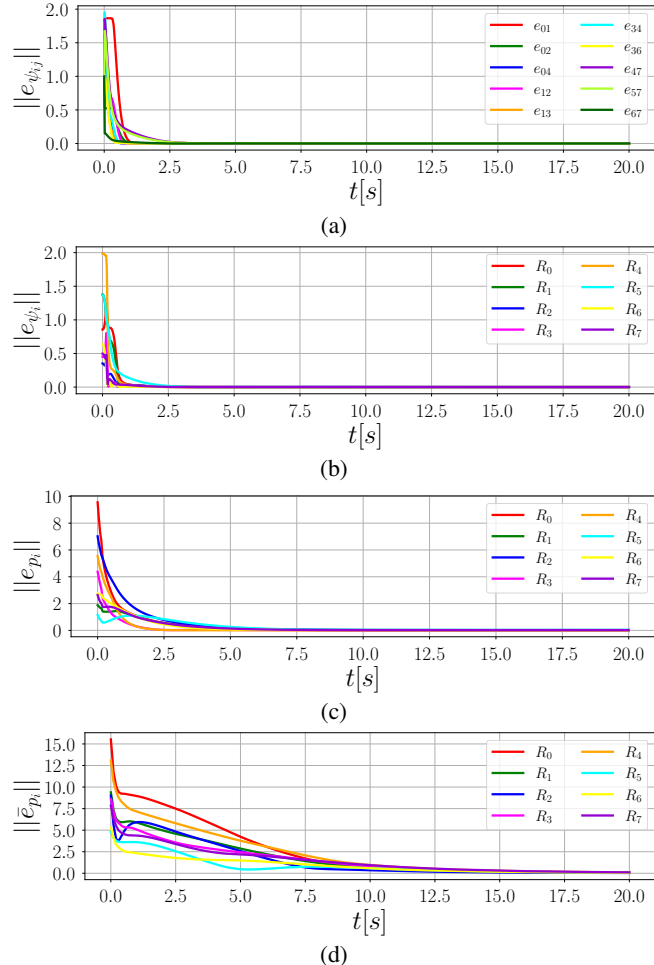 2.0
1.5
1.0
0.5
0.0
||e_{ψ_{ij}}||
e_{01} e_{34}
e_{02} e_{36}
e_{04} e_{47}
e_{12} e_{57}
e_{13} e_{67}
0.0 2.5 5.0 7.5 10.0 12.5 15.0 17.5 20.0
t[s]
(a)
2.0
1.5
1.0
0.5
0.0
||e_{ψ_i}||
R_0 R_4
R_1 R_5
R_2 R_6
R_3 R_7
0.0 2.5 5.0 7.5 10.0 12.5 15.0 17.5 20.0
t[s]
(b)
10
8
6
4
2
0
||e_{p_i}||
R_0 R_4
R_1 R_5
R_2 R_6
R_3 R_7
0.0 2.5 5.0 7.5 10.0 12.5 15.0 17.5 20.0
t[s]
(c)
15.0
12.5
10.0
7.5
5.0
2.5
0.0
||ē_{p_i}||
R_0 R_4
R_1 R_5
R_2 R_6
R_3 R_7
0.0 2.5 5.0 7.5 10.0 12.5 15.0 17.5 20.0
t[s]
(d)